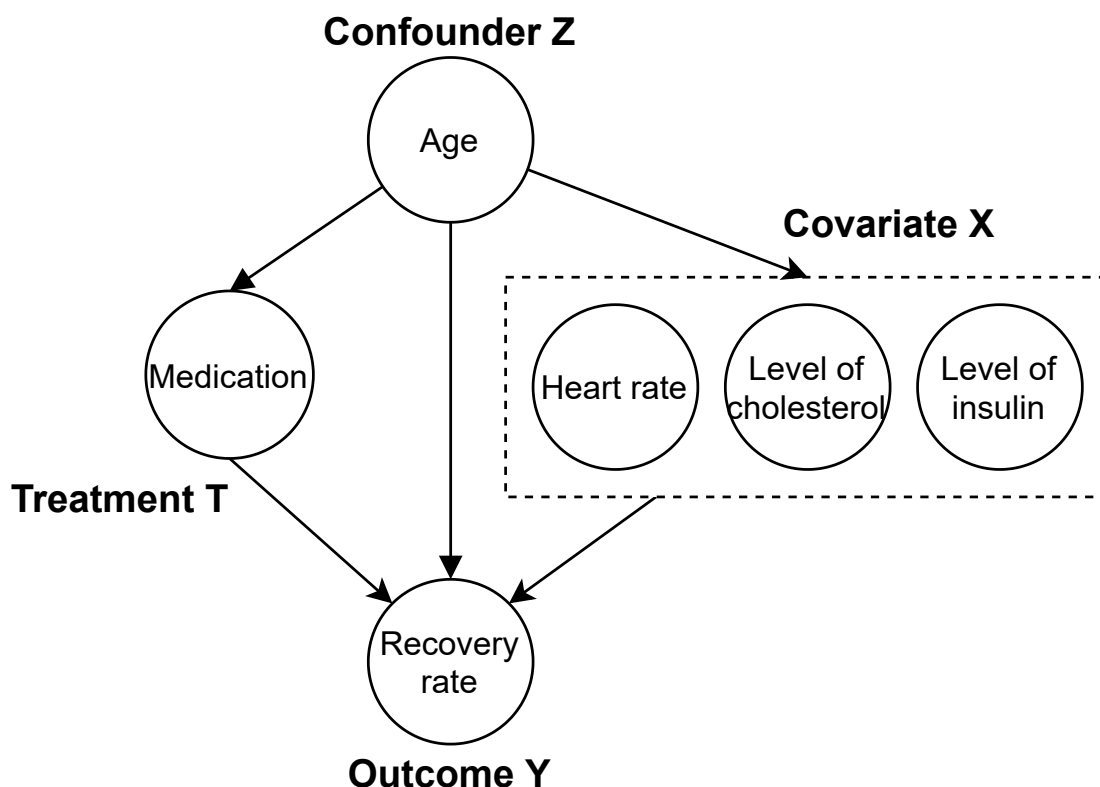 Confounder Z
Age
Covariate X
Medication
Heart rate
Level of
cholesterol
Level of
insulin
Treatment T
Recovery
rate
Outcome Y